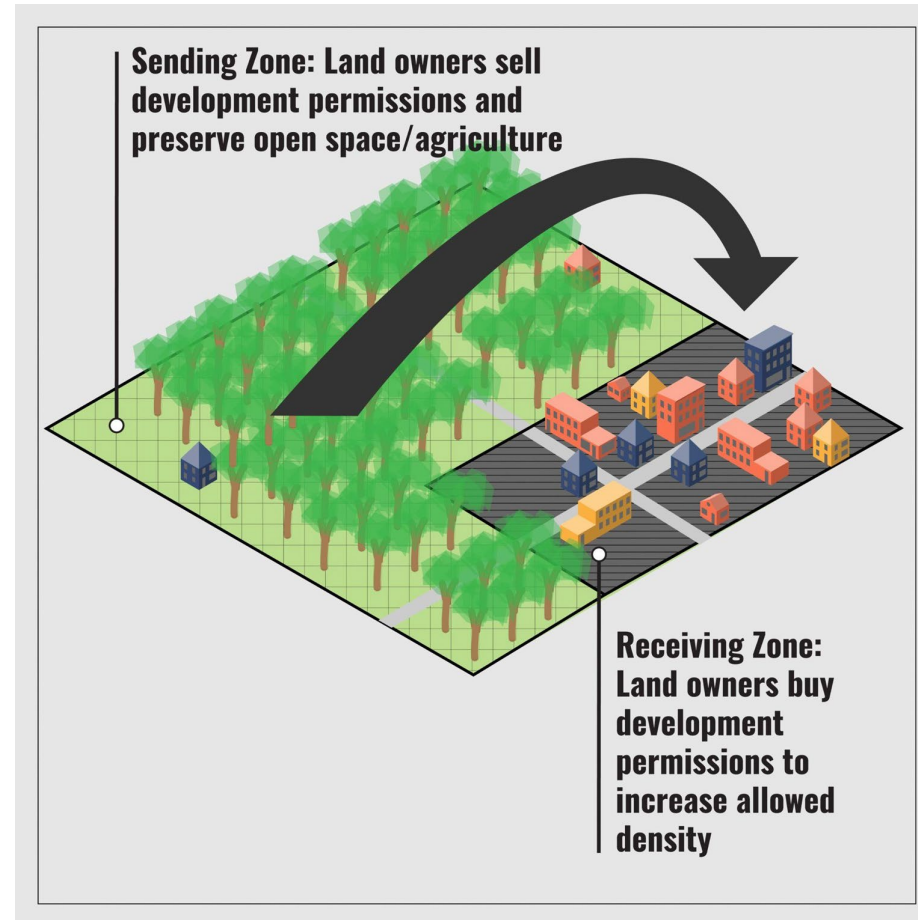 Sending Zone: Land owners sell
development permissions and
preserve open space/agriculture
Receiving Zone:
Land owners buy
development
permissions to
increase allowed
density